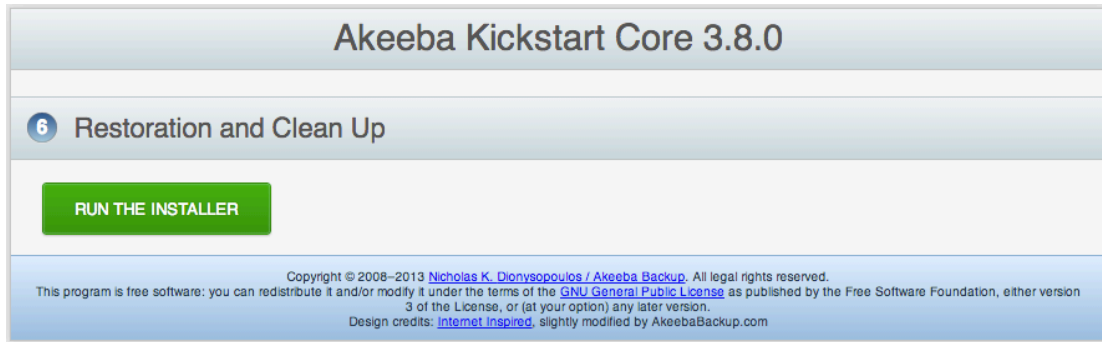 Akeeba Kickstart Core 3.8.0
6 Restoration and Clean Up
RUN THE INSTALLER
Copyright © 2008–2013 Nicholas K. Dionysopoulos / Akeeba Backup. All legal rights reserved.
This program is free software: you can redistribute it and/or modify it under the terms of the GNU General Public License as published by the Free Software Foundation, either version
3 of the License, or (at your option) any later version.
Design credits: Internet Inspired, slightly modified by AkeebaBackup.com